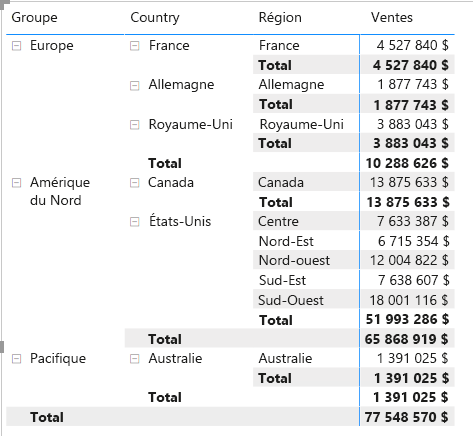 Groupe Country Région Ventes
Europe France France 4 527 840 $
Total 4 527 840 $
Allemagne Allemagne 1 877 743 $
Total 1 877 743 $
Royaume-Uni Royaume-Uni 3 883 043 $
Total 3 883 043 $
Total 10 288 626 $
Amérique Canada Canada 13 875 633 $
du Nord Total 13 875 633 $
États-Unis Centre 7 633 387 $
Nord-Est 6 715 354 $
Nord-ouest 12 004 822 $
Sud-Est 7 638 607 $
Sud-Ouest 18 001 116 $
Total 51 993 286 $
Total 65 868 919 $
Pacifique Australie Australie 1 391 025 $
Total 1 391 025 $
Total 1 391 025 $
Total 77 548 570 $